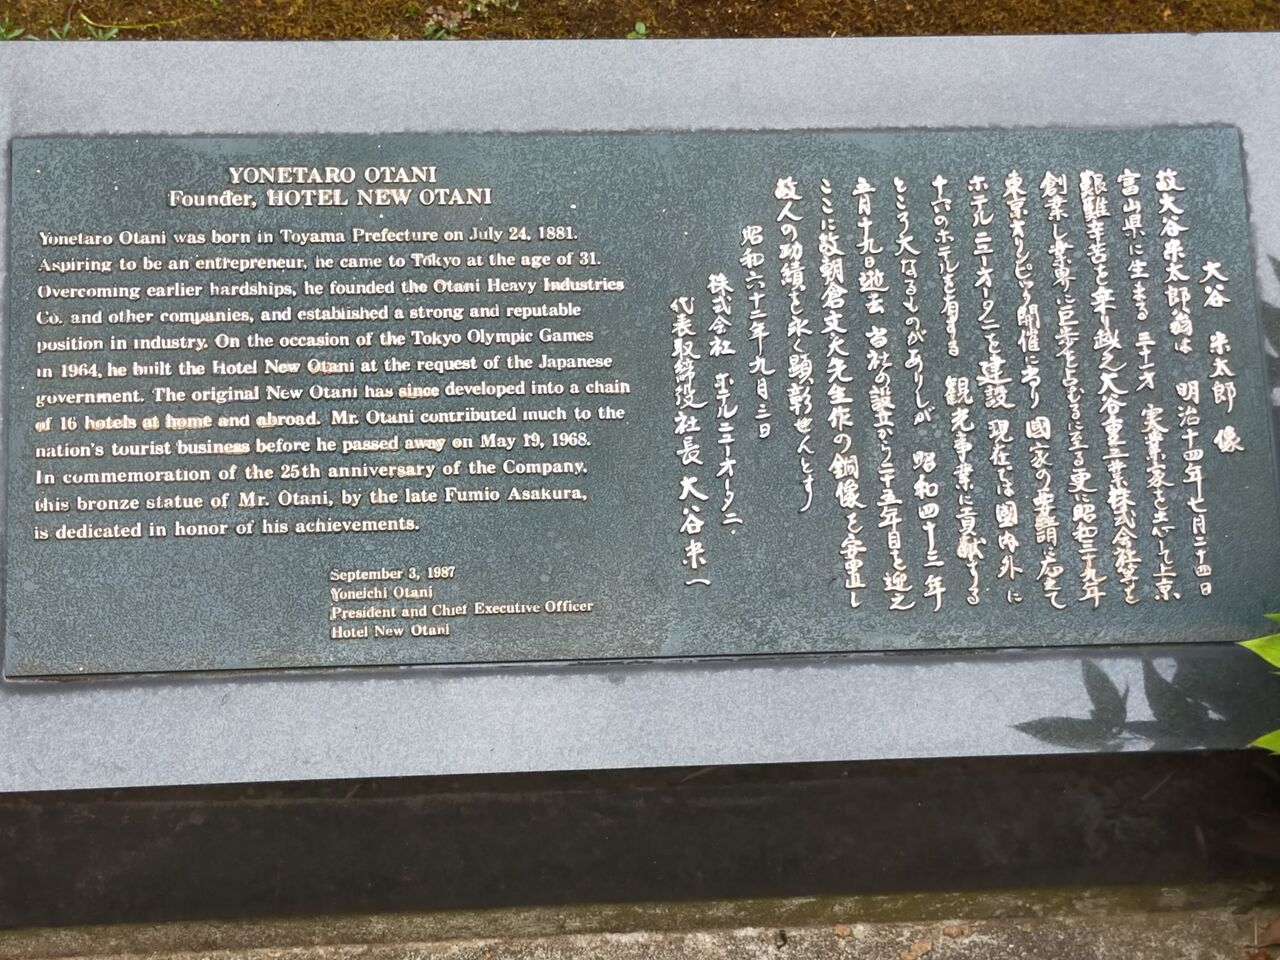 YONETARO OTANI
Founder, HOTEL NEW OTANI
Yonetaro Otani was born in Toyama Prefecture on July 24, 1881.
Aspiring to be an entrepreneur, he came to Tokyo at the age of 31.
Overcoming earlier hardships, he founded the Otani Heavy Industries
Co. and other companies, and established a strong and reputable
position in industry. On the occasion of the Tokyo Olympic Games
in 1964, he built the Hotel New Otani at the request of the Japanese
government. The original New Otani has since developed into a chain
of 16 hotels at home and abroad. Mr. Otani contributed much to the
nation's tourist business before he passed away on May 19, 1968.
In commemoration of the 25th anniversary of the Company,
this bronze statue of Mr. Otani, by the late Fumio Asakura,
is dedicated in honor of his achievements.
September 3, 1987
Yoneichi Otani
President and Chief Executive Officer
Hotel New Otani
大谷 米太郎 像
故大谷米太郎翁は 明治十四年七月二十四日
富山県に生まる 三十一才 実業家を志して上京
艱難辛苦を乗り越え大谷重工業株式会社等を
創業し業界に巨歩を占むるに至る更に昭和三十九年
東京オリンピック開催に当り 国家の要請に応えて
ホテルニューオータニを建設 現在では国内外に
十六のホテルを有する 観光事業に貢献する
ところ大なるものがありしが 昭和四十三年
五月十九日逝去 当社の設立から二十五年目を迎え
ここに故朝倉文夫先生作の銅像を安置し
故人の功績を永く顕彰せんとす
昭和六十二年九月三日
株式会社 ホテルニューオータニ
代表取締役社長 大谷米一